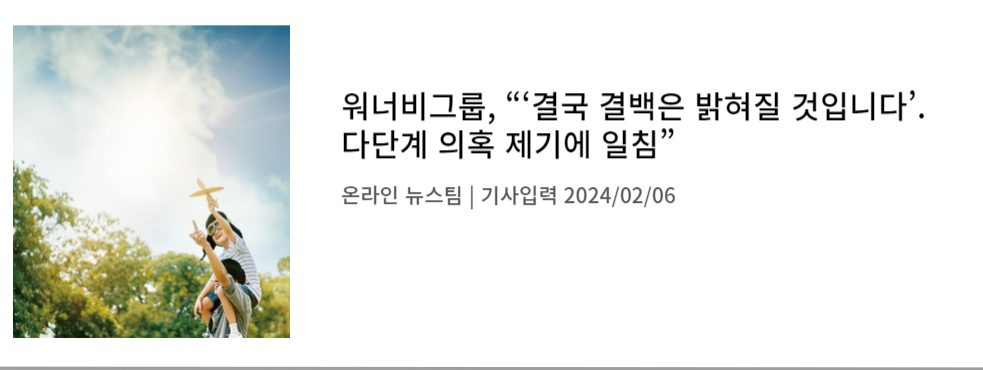 워너비그룹, “‘결국 결백은 밝혀질 것입니다’.
다단계 의혹 제기에 일침”
온라인 뉴스팀 | 기사입력 2024/02/06